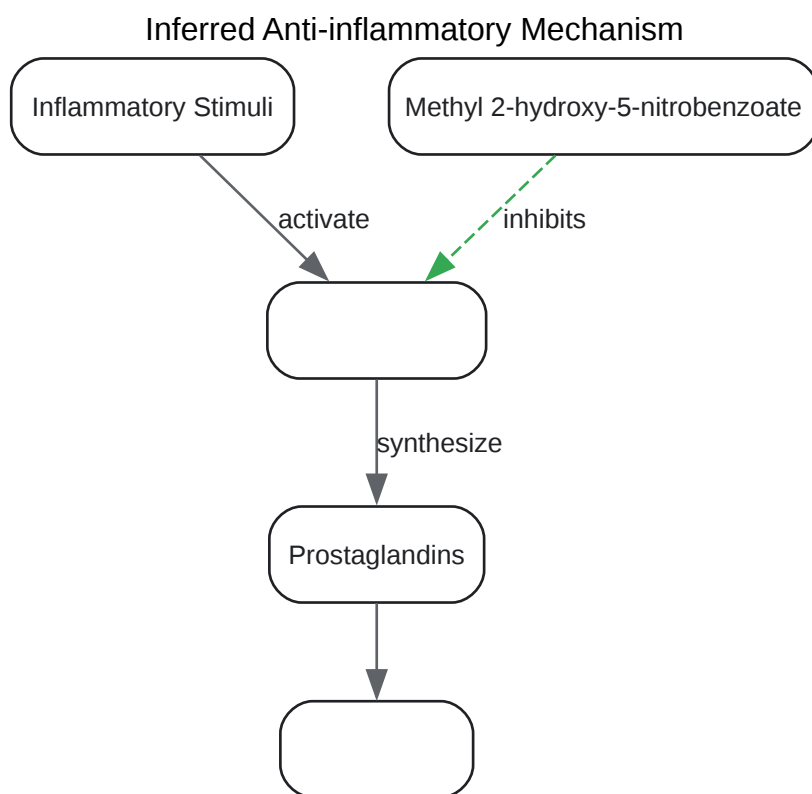 Inferred Anti-inflammatory Mechanism
Inflammatory Stimuli
Methyl 2-hydroxy-5-nitrobenzoate
activate
inhibits
synthesize
Prostaglandins